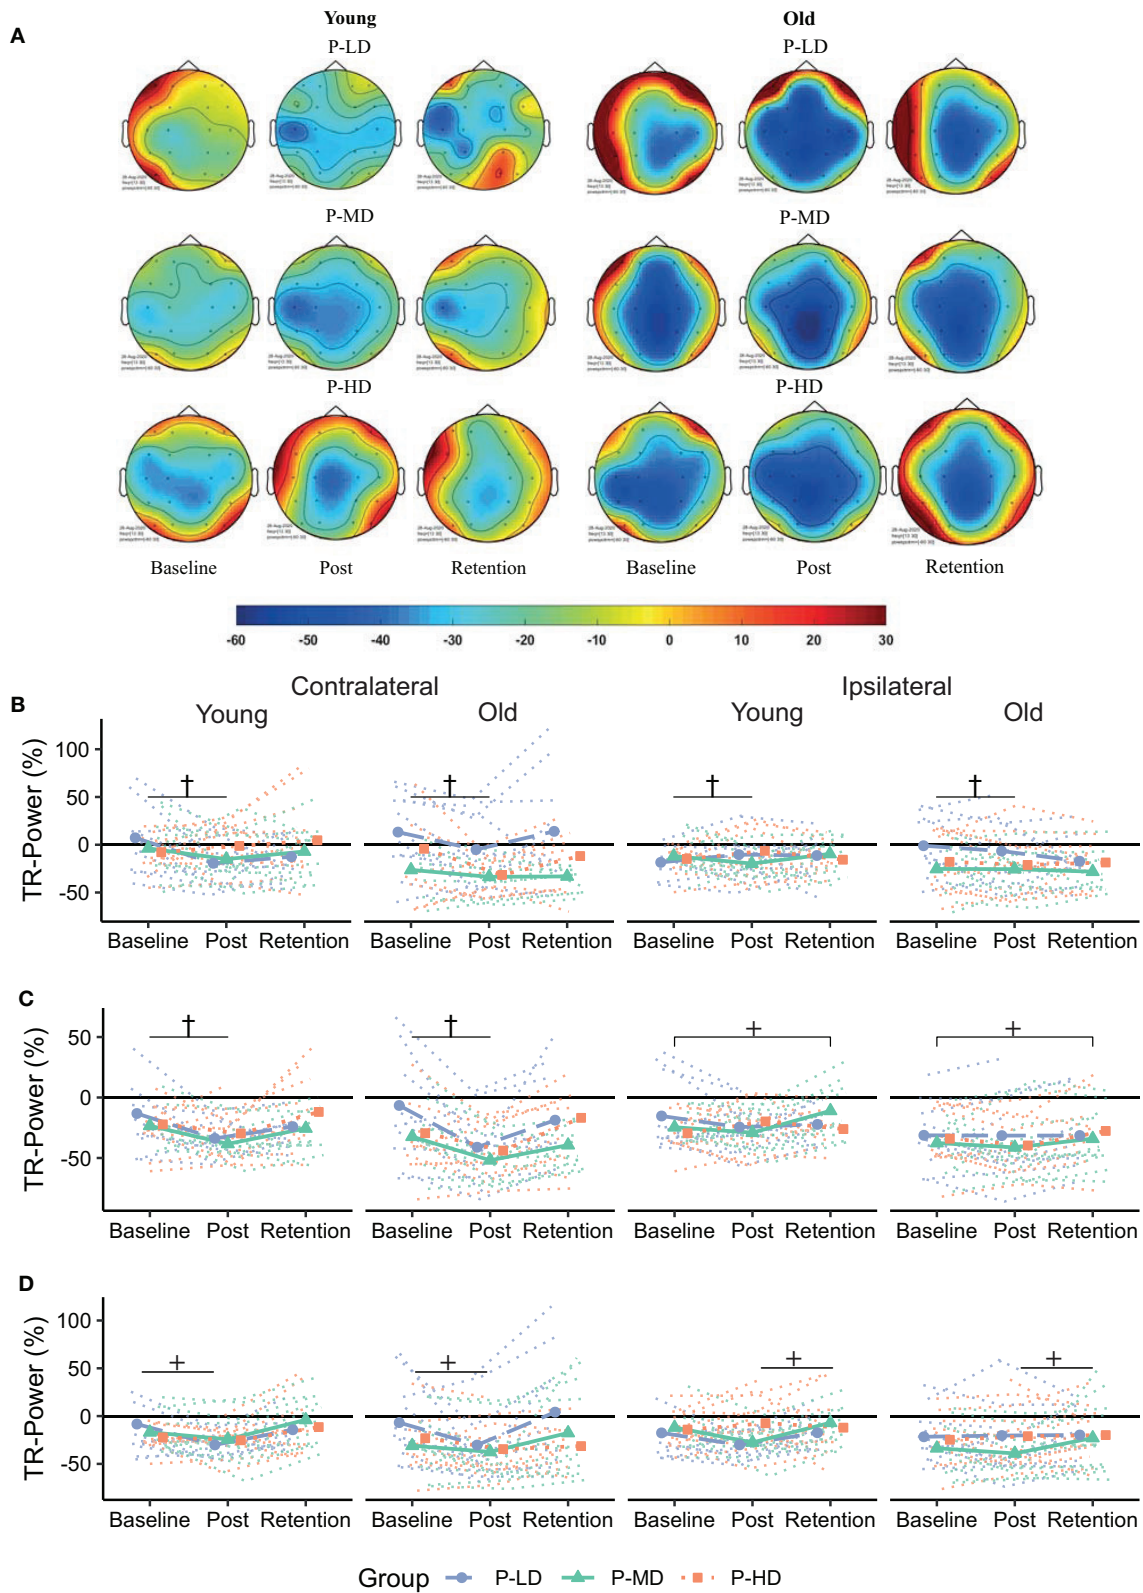 A
Young Old
P-LD P-LD
P-MD P-MD
P-HD P-HD
Baseline Post Retention Baseline Post Retention
-60 -50 -40 -30 -20 -10 0 10 20 30
B
Contralateral Ipsilateral
Young Old Young Old
TR-Power (%)
100
50
0
-50
† † † †
Baseline Post Retention Baseline Post Retention Baseline Post Retention Baseline Post Retention
C
TR-Power (%)
50
0
-50
† † + +
Baseline Post Retention Baseline Post Retention Baseline Post Retention Baseline Post Retention
D
TR-Power (%)
100
50
0
-50
+ + + +
Baseline Post Retention Baseline Post Retention Baseline Post Retention Baseline Post Retention
Group P-LD P-MD P-HD